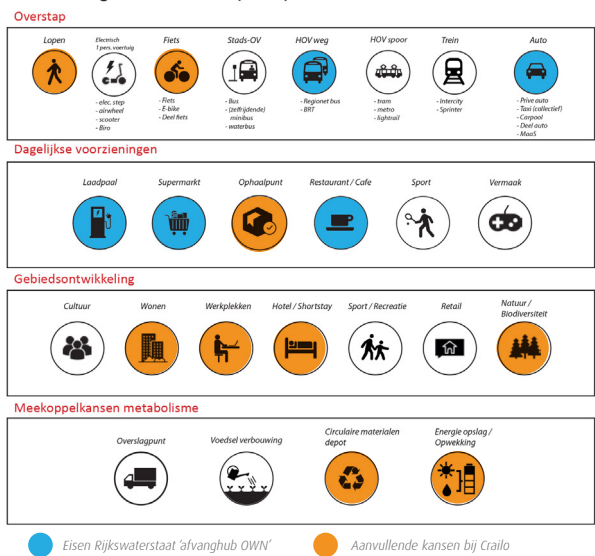 Overstap
Lopen
Electrisch
1 pers. voertuig
Fiets
Stads-OV
HOV weg
HOV spoor
Trein
Auto
- elec. step
- airwheel
- scooter
- Biro
- Fiets
- E-bike
- Deel fiets
- Bus
- (zelfrijdende)
minibus
- waterbus
- Regionet bus
- BRT
- tram
- metro
- lightrail
- Intercity
- Sprinter
- Prive auto
- Taxi (collectief)
- Carpool
- Deel auto
- MaaS
Dagelijkse voorzieningen
Laadpaal
Supermarkt
Ophaalpunt
Restaurant / Cafe
Sport
Vermaak
Gebiedsontwikkeling
Cultuur
Wonen
Werkplekken
Hotel / Shortstay
Sport / Recreatie
Retail
Natuur /
Biodiversiteit
Meekoppelkansen metabolisme
Overslagpunt
Voedsel verbouwing
Circulaire materialen
depot
Energie opslag /
Opwekking
Eisen Rijkswaterstaat 'afvanghub OWN'
Aanvullende kansen bij Crailo